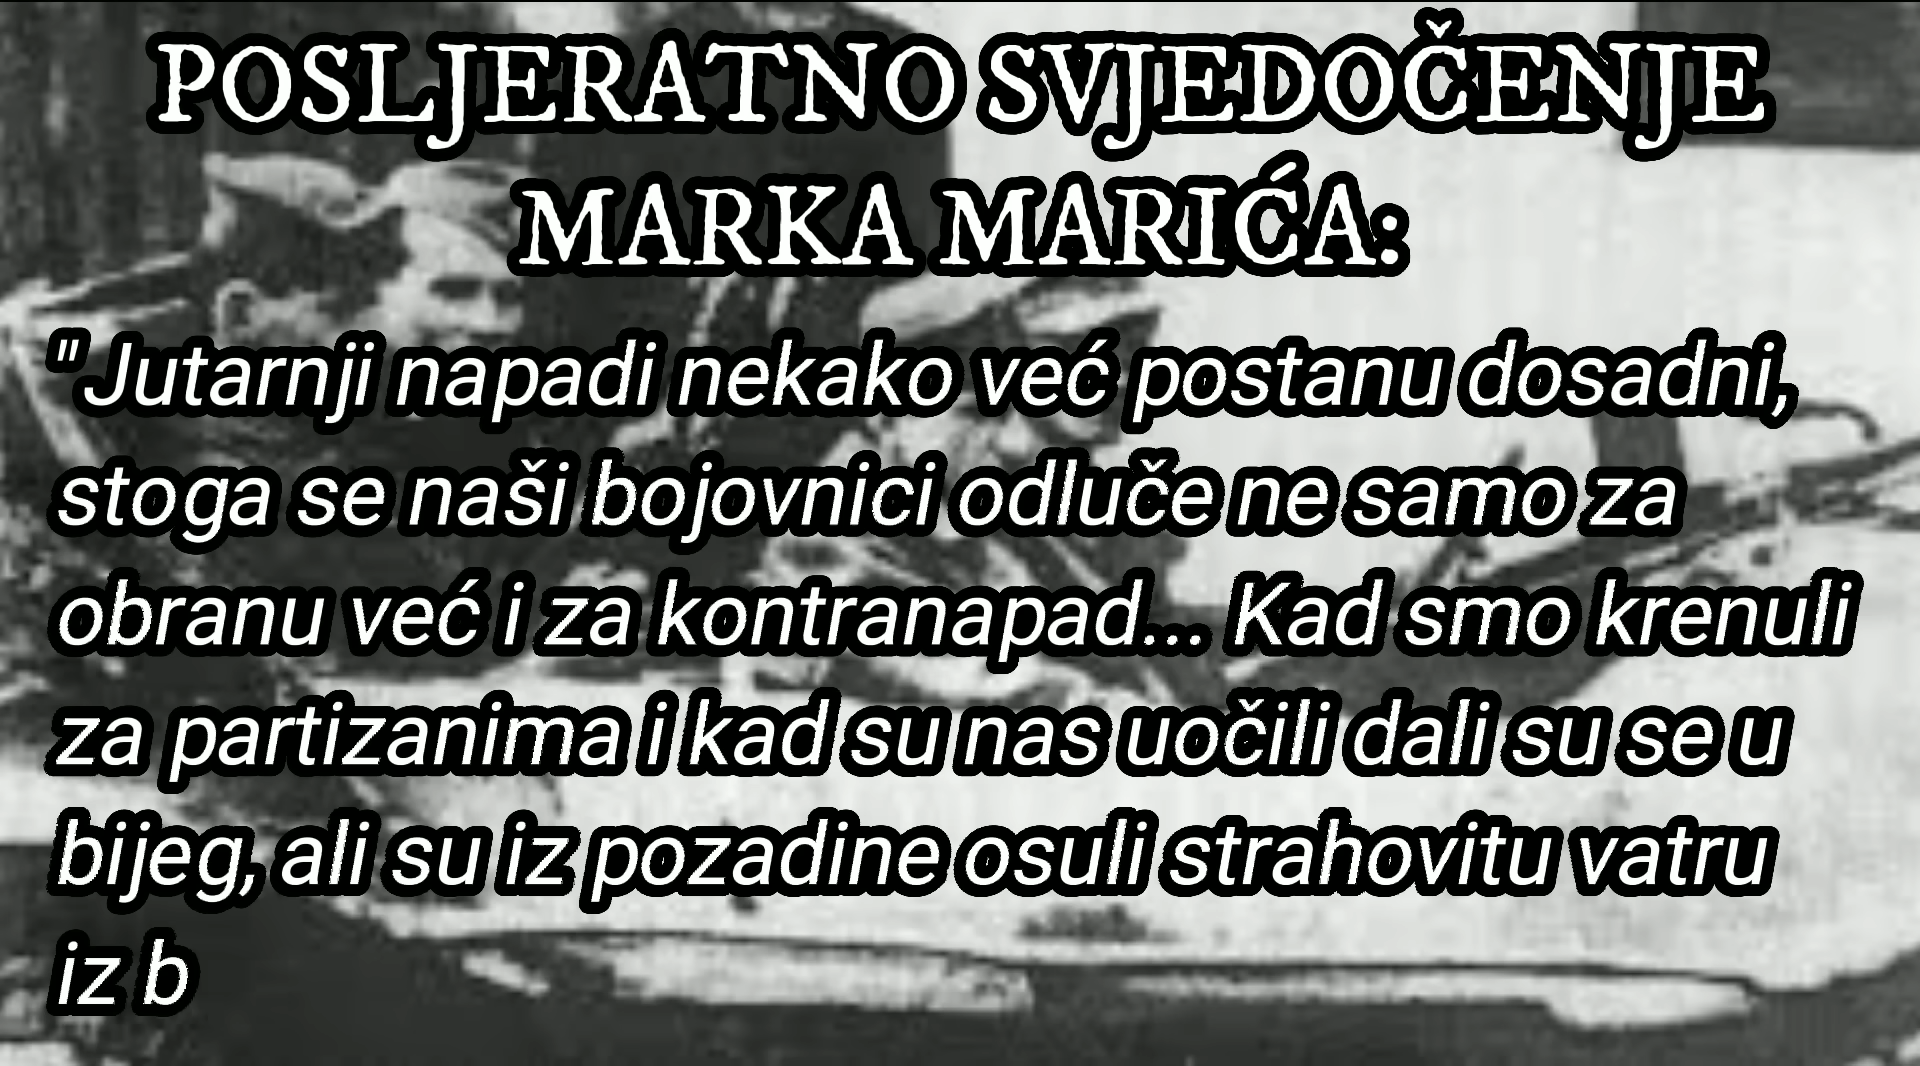 POSLJERATNO SVJEDOČENJE
MARKA MARIĆA:
"Jutarnji napadi nekako već postanu dosadni,
stoga se naši bojovnici odluče ne samo za
obranu već i za kontranapad... Kad smo krenuli
za partizanima i kad su nas uočili dali su se u
bijeg, ali su iz pozadine osuli strahovitu vatru
iz b